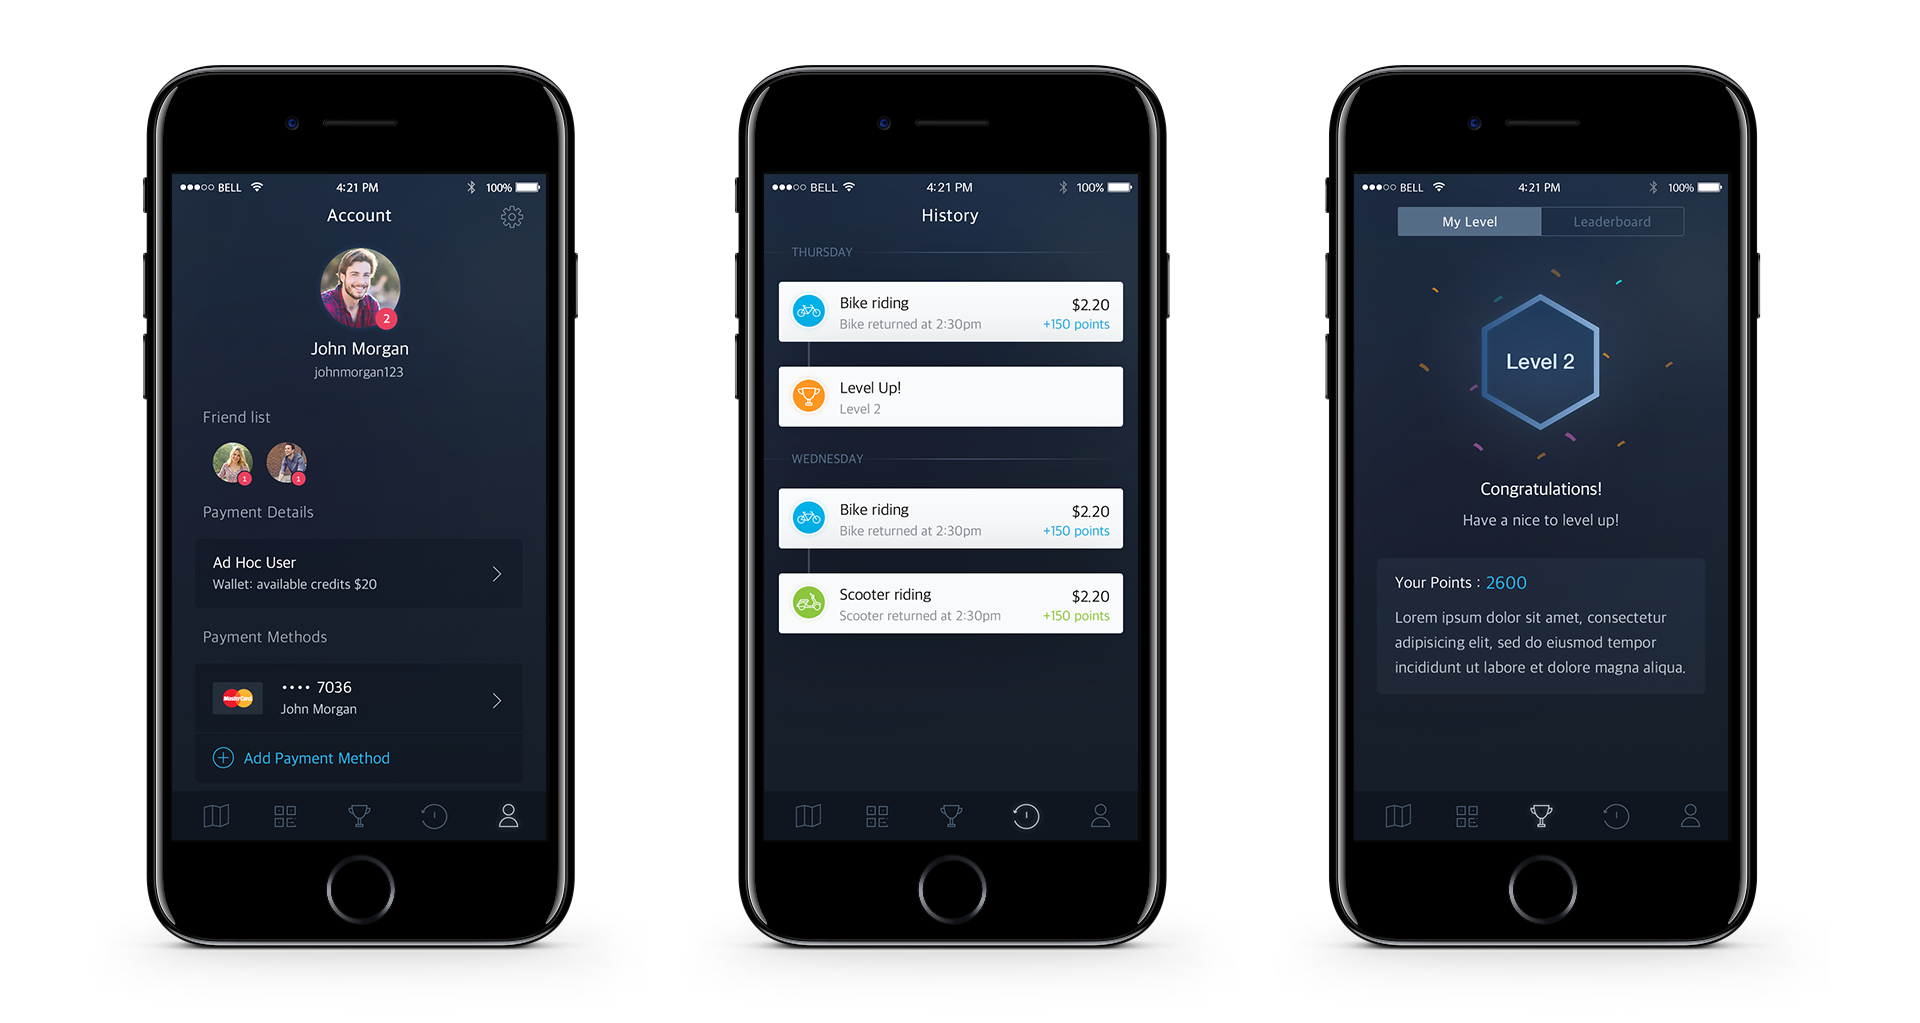 BELL 4:21 PM 100%
Account
2
John Morgan
johnmorgan123
Friend list
1 1
Payment Details
Ad Hoc User
Wallet: available credits $20
Payment Methods
MasterCard
•••• 7036
John Morgan
Add Payment Method
BELL 4:21 PM 100%
History
THURSDAY
Bike riding $2.20
Bike returned at 2:30pm +150 points
Level Up!
Level 2
WEDNESDAY
Bike riding $2.20
Bike returned at 2:30pm +150 points
Scooter riding $2.20
Scooter returned at 2:30pm +150 points
BELL 4:21 PM 100%
My Level Leaderboard
Level 2
Congratulations!
Have a nice to level up!
Your Points : 2600
Lorem ipsum dolor sit amet, consectetur
adipisicing elit, sed do eiusmod tempor
incididunt ut labore et dolore magna aliqua.